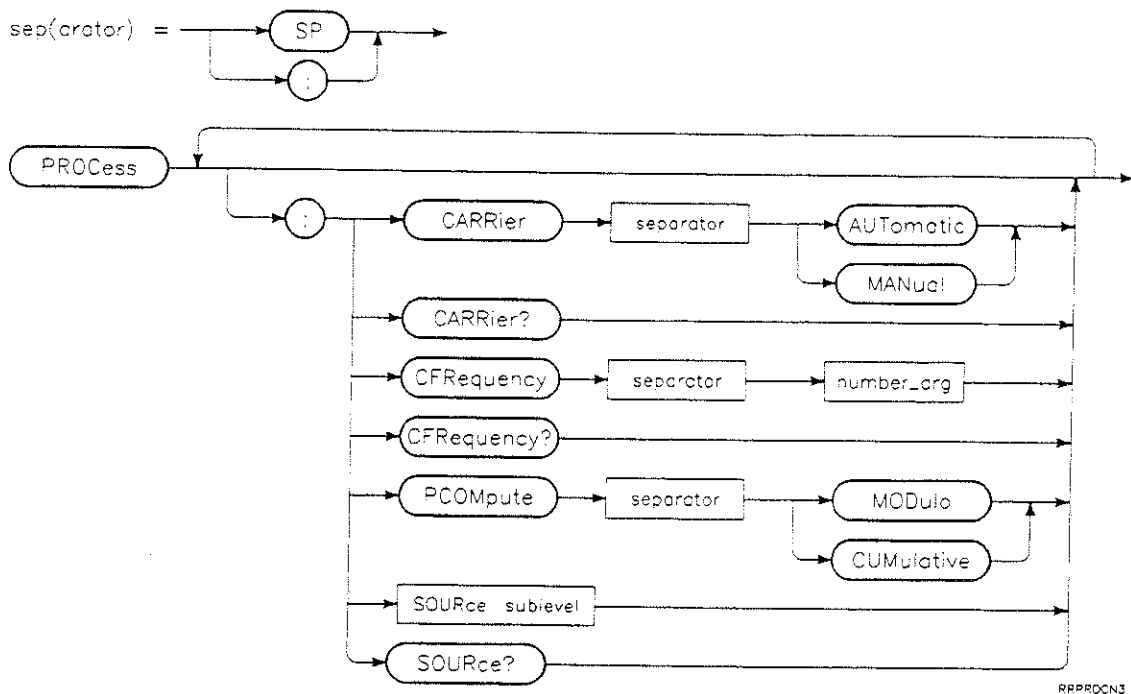 sep(arator) = SP
:
PROCess
: CARRier separator AUTomatic
MANual
CARRier?
CFRequency separator number_arg
CFRequency?
PCOMpute separator MODulo
CUMulative
SOURce sublevel
SOURce?
RRPROCN3